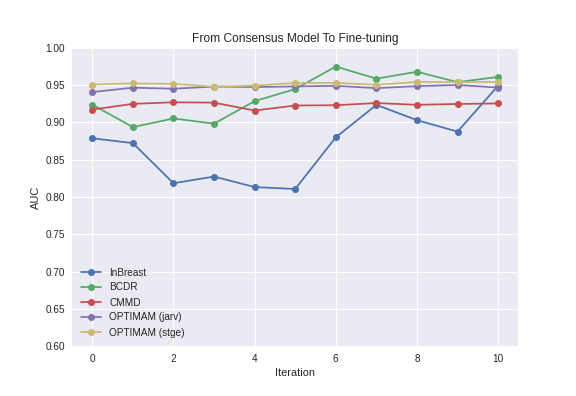 From Consensus Model To Fine-tuning
1.00
0.95
0.90
0.85
0.80
0.75
0.70
0.65
0.60
AUC
InBreast
BCDR
CMMD
OPTIMAM (jarv)
OPTIMAM (stge)
0 2 4 6 8 10
Iteration